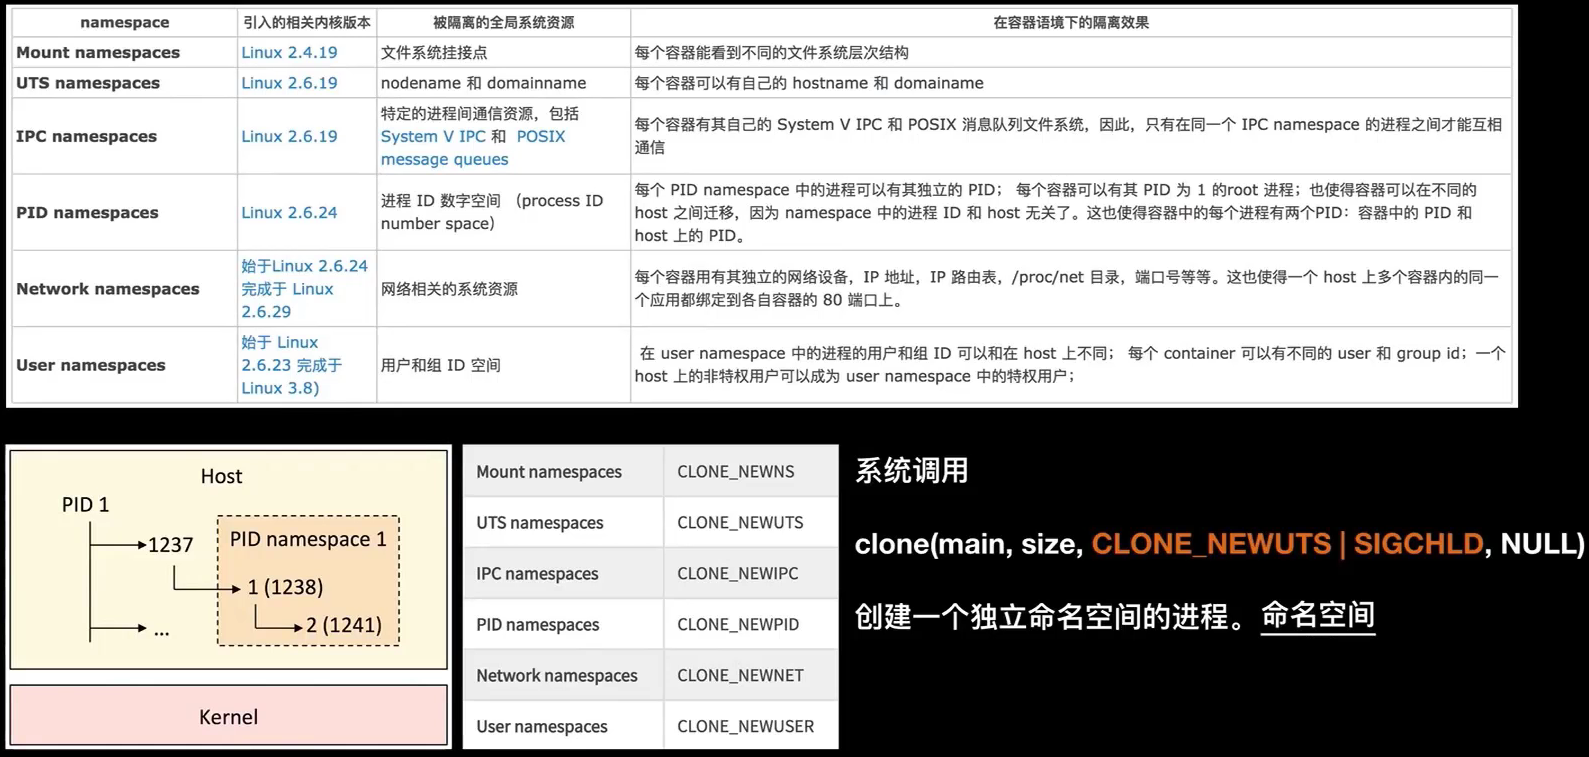 namespace 引入的相关内核版本 被隔离的全局系统资源 在容器语境下的隔离效果
Mount namespaces Linux 2.4.19 文件系统挂接点 每个容器能看到不同的文件系统层次结构
UTS namespaces Linux 2.6.19 nodename 和 domainname 每个容器可以有自己的 hostname 和 domainame
IPC namespaces Linux 2.6.19
特定的进程间通信资源，包括
System V IPC 和 POSIX
message queues
每个容器有其自己的 System V IPC 和 POSIX 消息队列文件系统，因此，只有在同一个 IPC namespace 的进程之间才能互相
通信
PID namespaces Linux 2.6.24
进程 ID 数字空间 （process ID
number space）
每个 PID namespace 中的进程可以有其独立的 PID； 每个容器可以有其 PID 为 1 的root 进程；也使得容器可以在不同的
host 之间迁移，因为 namespace 中的进程 ID 和 host 无关了。这也使得容器中的每个进程有两个PID：容器中的 PID 和
host 上的 PID。
Network namespaces
始于Linux 2.6.24
完成于 Linux
2.6.29
网络相关的系统资源
每个容器用有其独立的网络设备，IP 地址，IP 路由表，/proc/net 目录，端口号等等。这也使得一个 host 上多个容器内的同一
个应用都绑定到各自容器的 80 端口上。
User namespaces
始于 Linux
2.6.23 完成于
Linux 3.8)
用户和组 ID 空间
在 user namespace 中的进程的用户和组 ID 可以和在 host 上不同； 每个 container 可以有不同的 user 和 group id；一个
host 上的非特权用户可以成为 user namespace 中的特权用户；
Host
PID 1
1237
PID namespace 1
1 (1238)
2 (1241)
...
Kernel
Mount namespaces CLONE_NEWNS
UTS namespaces CLONE_NEWUTS
IPC namespaces CLONE_NEWIPC
PID namespaces CLONE_NEWPID
Network namespaces CLONE_NEWNET
User namespaces CLONE_NEWUSER
系统调用
clone(main, size, CLONE_NEWUTS | SIGCHLD, NULL)
创建一个独立命名空间的进程。命名空间